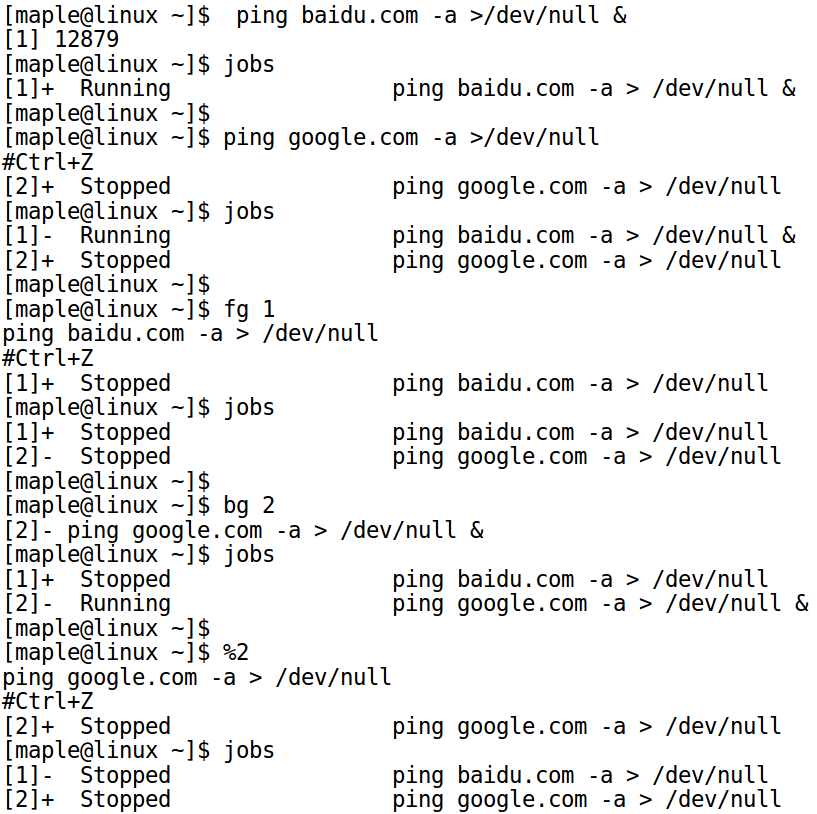 [maple@linux ~]$  ping baidu.com -a >/dev/null &
[1] 12879
[maple@linux ~]$ jobs
[1]+  Running                 ping baidu.com -a > /dev/null &
[maple@linux ~]$
[maple@linux ~]$ ping google.com -a >/dev/null
#Ctrl+Z
[2]+  Stopped                 ping google.com -a > /dev/null
[maple@linux ~]$ jobs
[1]-  Running                 ping baidu.com -a > /dev/null &
[2]+  Stopped                 ping google.com -a > /dev/null
[maple@linux ~]$
[maple@linux ~]$ fg 1
ping baidu.com -a > /dev/null
#Ctrl+Z
[1]+  Stopped                 ping baidu.com -a > /dev/null
[maple@linux ~]$ jobs
[1]+  Stopped                 ping baidu.com -a > /dev/null
[2]-  Stopped                 ping google.com -a > /dev/null
[maple@linux ~]$
[maple@linux ~]$ bg 2
[2]- ping google.com -a > /dev/null &
[maple@linux ~]$ jobs
[1]+  Stopped                 ping baidu.com -a > /dev/null
[2]-  Running                 ping google.com -a > /dev/null &
[maple@linux ~]$
[maple@linux ~]$ %2
ping google.com -a > /dev/null
#Ctrl+Z
[2]+  Stopped                 ping google.com -a > /dev/null
[maple@linux ~]$ jobs
[1]-  Stopped                 ping baidu.com -a > /dev/null
[2]+  Stopped                 ping google.com -a > /dev/null